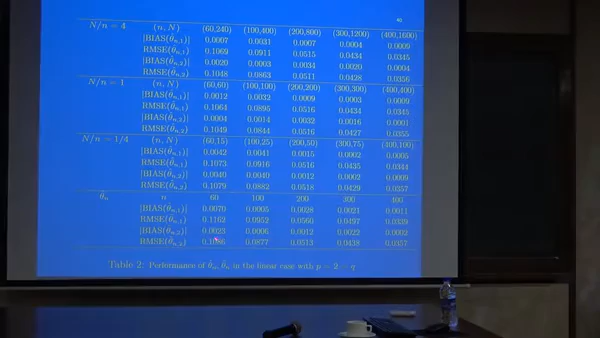 40
N/n = 4 (n, N) (60,240) (100,400) (200,800) (300,1200) (400,1600)
|BIAS(θ̂n,1)| 0.0007 0.0031 0.0007 0.0004 0.0009
RMSE(θ̂n,1) 0.1069 0.0911 0.0515 0.0434 0.0345
|BIAS(θ̂n,2)| 0.0020 0.0003 0.0034 0.0020 0.0004
RMSE(θ̂n,2) 0.1048 0.0863 0.0511 0.0428 0.0356
N/n = 1 (n, N) (60,60) (100,100) (200,200) (300,300) (400,400)
|BIAS(θ̂n,1)| 0.0012 0.0032 0.0009 0.0003 0.0009
RMSE(θ̂n,1) 0.1064 0.0895 0.0516 0.0434 0.0345
|BIAS(θ̂n,2)| 0.0004 0.0014 0.0032 0.0016 0.0001
RMSE(θ̂n,2) 0.1049 0.0844 0.0516 0.0427 0.0355
N/n = 1/4 (n, N) (60,15) (100,25) (200,50) (300,75) (400,100)
|BIAS(θ̂n,1)| 0.0042 0.0041 0.0015 0.0002 0.0005
RMSE(θ̂n,1) 0.1073 0.0916 0.0516 0.0435 0.0344
|BIAS(θ̂n,2)| 0.0040 0.0040 0.0012 0.0002 0.0009
RMSE(θ̂n,2) 0.1079 0.0882 0.0518 0.0429 0.0357
θ̃n n 60 100 200 300 400
|BIAS(θ̃n,1)| 0.0070 0.0005 0.0028 0.0021 0.0011
RMSE(θ̃n,1) 0.1162 0.0952 0.0560 0.0497 0.0339
|BIAS(θ̃n,2)| 0.0023 0.0006 0.0012 0.0022 0.0002
RMSE(θ̃n,2) 0.0877 0.0513 0.0438 0.0357
Table 2: Performance of θ̂n, θ̃n in the linear case with p = 2 = q